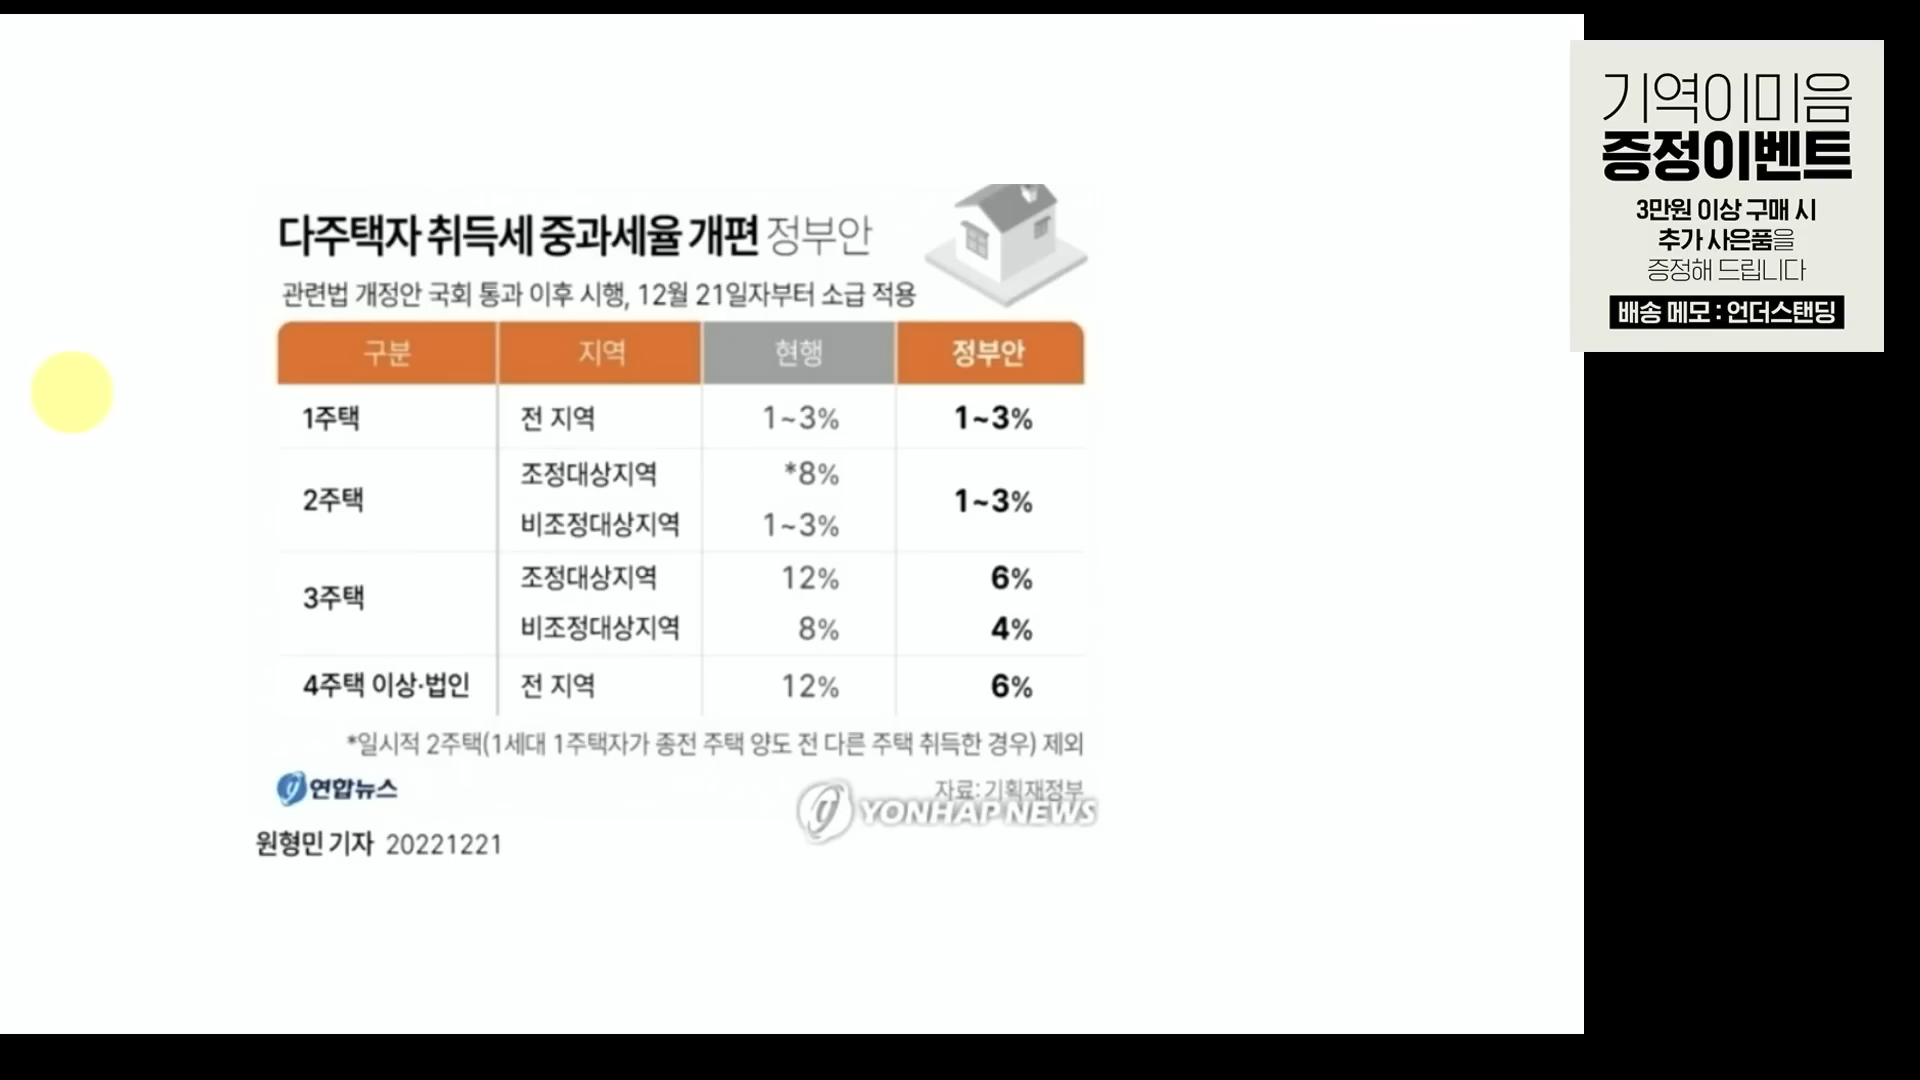 다주택자 취득세 중과세율 개편 정부안
관련법 개정안 국회 통과 이후 시행, 12월 21일자부터 소급 적용
구분 지역 현행 정부안
1주택 전 지역 1~3% 1~3%
2주택 조정대상지역 *8% 1~3%
비조정대상지역 1~3%
3주택 조정대상지역 12% 6%
비조정대상지역 8% 4%
4주택 이상·법인 전 지역 12% 6%
*일시적 2주택(1세대 1주택자가 종전 주택 양도 전 다른 주택 취득한 경우) 제외
연합뉴스
자료:기획재정부
YONHAP NEWS
원형민 기자 20221221
기역이미음
증정이벤트
3만원 이상 구매 시
추가 사은품을
증정해 드립니다
배송 메모 : 언더스탠딩